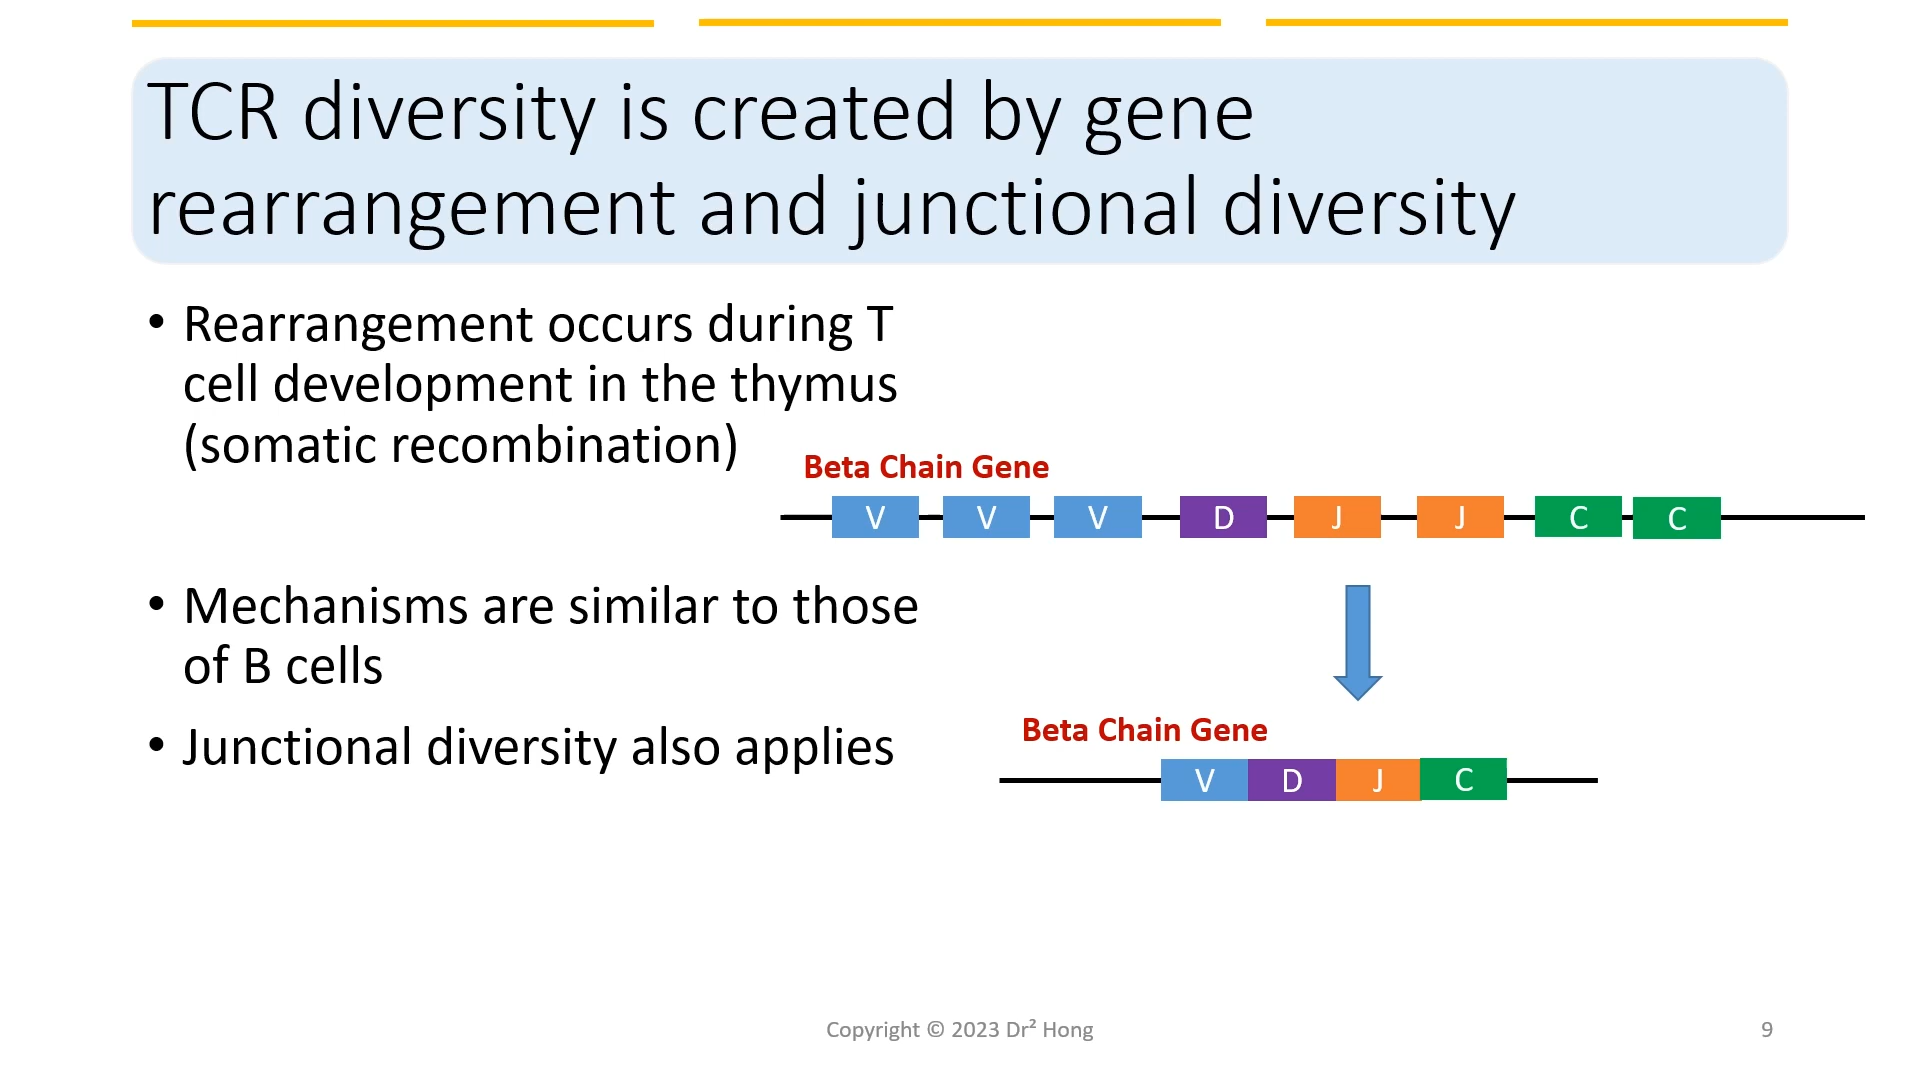 TCR diversity is created by gene
rearrangement and junctional diversity
• Rearrangement occurs during T
cell development in the thymus
(somatic recombination)
Beta Chain Gene
V V V D J J C C
• Mechanisms are similar to those
of B cells
• Junctional diversity also applies
Beta Chain Gene
V D J C
Copyright © 2023 Dr² Hong
9